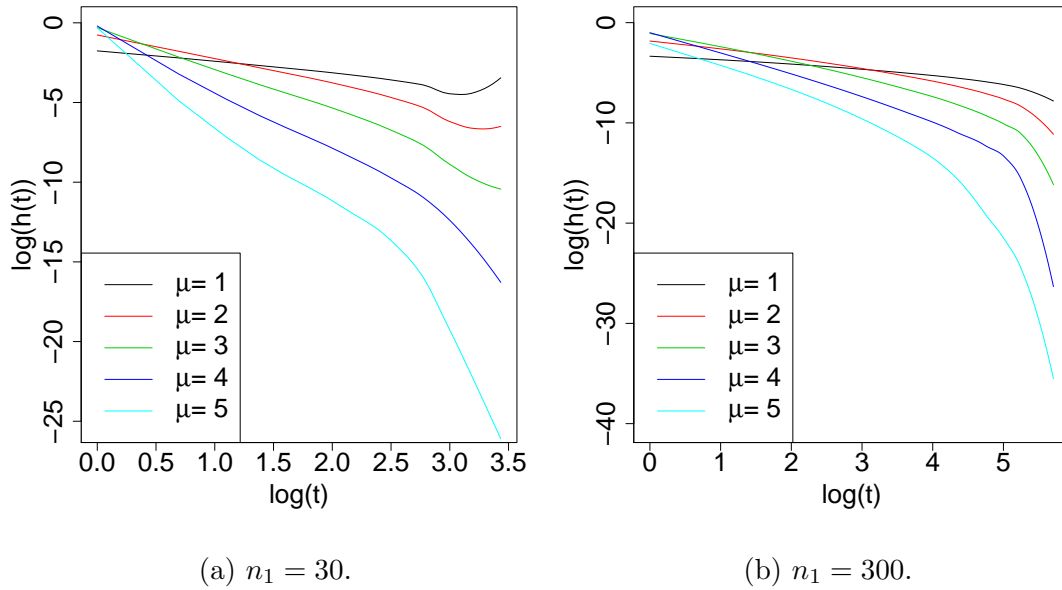 log(h(t))
0
−5
−10
−15
−20
−25
μ= 1
μ= 2
μ= 3
μ= 4
μ= 5
0.0 0.5 1.0 1.5 2.0 2.5 3.0 3.5
log(t)
(a) n₁ = 30.
log(h(t))
0
−10
−20
−30
−40
μ= 1
μ= 2
μ= 3
μ= 4
μ= 5
0 1 2 3 4 5
log(t)
(b) n₁ = 300.